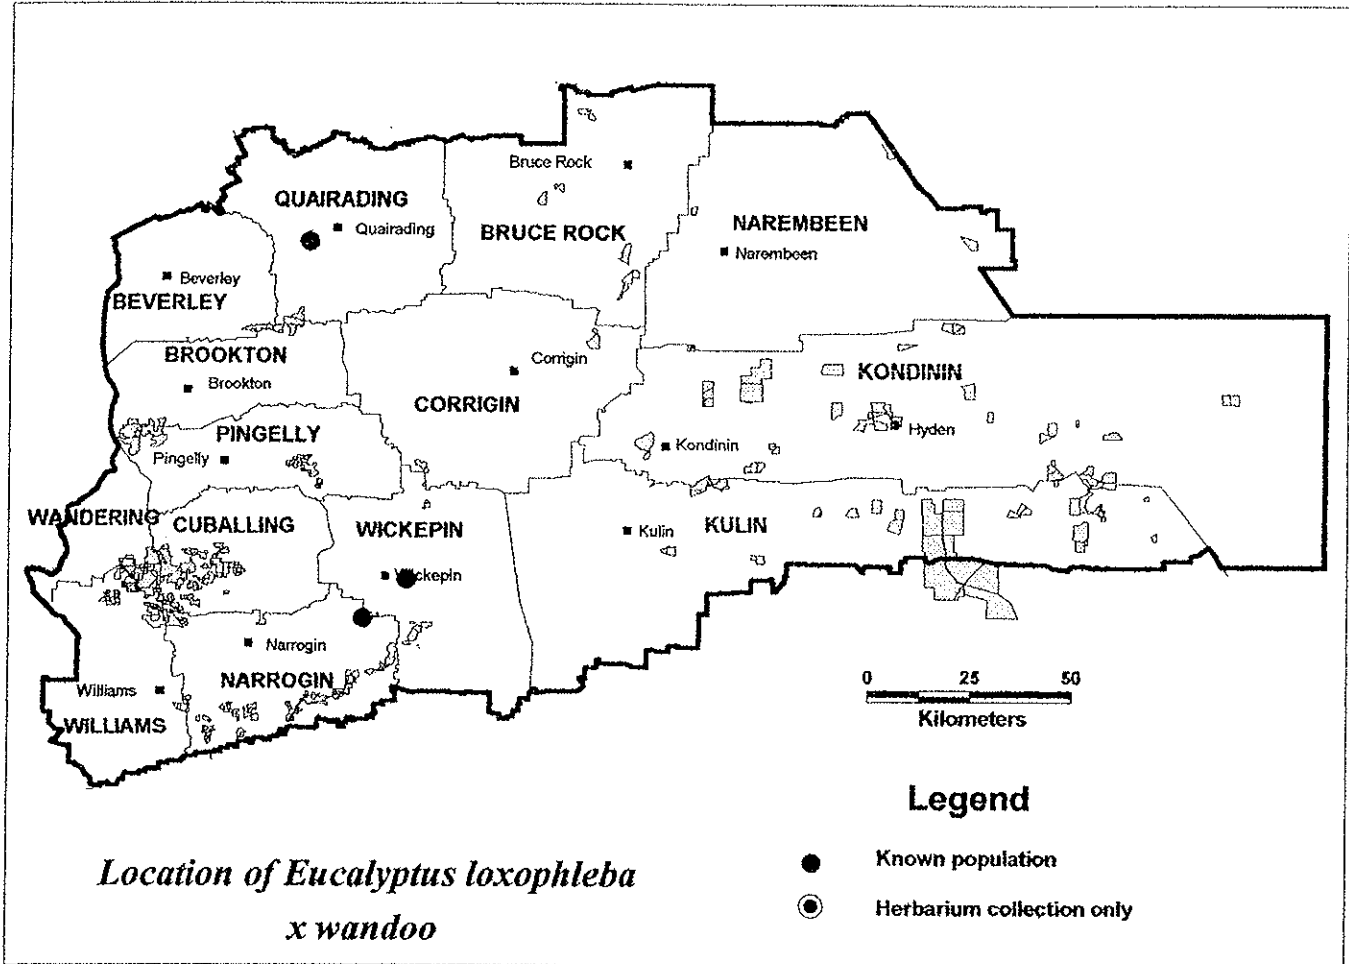 Bruce Rock
QUAIRADING
Quairading
BRUCE ROCK
NAREMBEEN
Narembeen
Beverley
BEVERLEY
BROOKTON
Brookton
Corrigin
CORRIGIN
KONDININ
Hyden
Kondinin
PINGELLY
Pingelly
WANDERING
CUBALLING
WICKEPIN
Wickepin
Kulin
KULIN
Narrogin
NARROGIN
Williams
WILLIAMS
0 25 50
Kilometers
Legend
Known population
Herbarium collection only
Location of Eucalyptus loxophleba
x wandoo